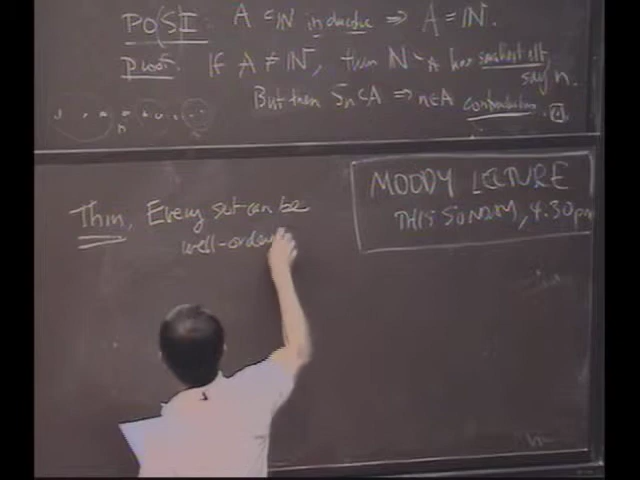 PO(S)I: A ⊂ ℕ inductive ⇒ A = ℕ.
proof: If A ≠ ℕ, then ℕ \ A has smallest elt,
say n.
But then Sn ⊂ A ⇒ n ∈ A contradiction.
n
Thm. Every set can be
well-order
MOODY LECTURE
THIS SUNDAY, 4.30pm